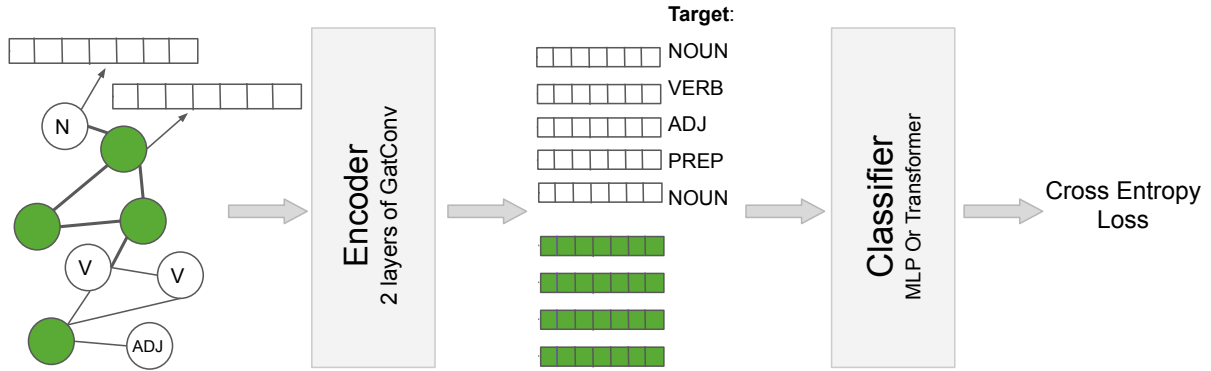 N
V
V
ADJ
Encoder
2 layers of GatConv
Target:
NOUN
VERB
ADJ
PREP
NOUN
Classifier
MLP Or Transformer
Cross Entropy
Loss